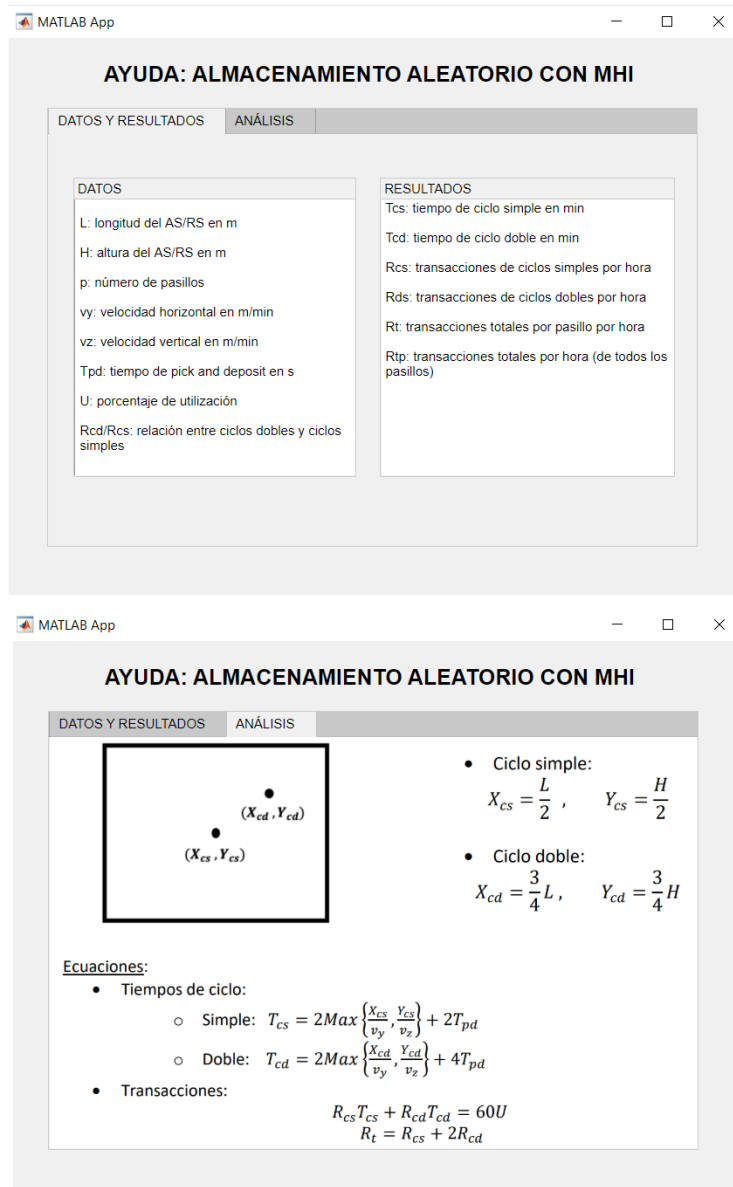 MATLAB App
AYUDA: ALMACENAMIENTO ALEATORIO CON MHI
DATOS Y RESULTADOS ANÁLISIS
DATOS
L: longitud del AS/RS en m
H: altura del AS/RS en m
p: número de pasillos
vy: velocidad horizontal en m/min
vz: velocidad vertical en m/min
Tpd: tiempo de pick and deposit en s
U: porcentaje de utilización
Rcd/Rcs: relación entre ciclos dobles y ciclos
simples
RESULTADOS
Tcs: tiempo de ciclo simple en min
Tcd: tiempo de ciclo doble en min
Rcs: transacciones de ciclos simples por hora
Rds: transacciones de ciclos dobles por hora
Rt: transacciones totales por pasillo por hora
Rtp: transacciones totales por hora (de todos los
pasillos)
MATLAB App
AYUDA: ALMACENAMIENTO ALEATORIO CON MHI
DATOS Y RESULTADOS ANÁLISIS
(X_cd , Y_cd)
(X_cs , Y_cs)
• Ciclo simple:
X_cs = L/2 , Y_cs = H/2
• Ciclo doble:
X_cd = 3/4 L , Y_cd = 3/4 H
Ecuaciones:
• Tiempos de ciclo:
○ Simple: T_cs = 2Max{X_cs/v_y , Y_cs/v_z} + 2T_pd
○ Doble: T_cd = 2Max{X_cd/v_y , Y_cd/v_z} + 4T_pd
• Transacciones:
R_cs T_cs + R_cd T_cd = 60U
R_t = R_cs + 2R_cd